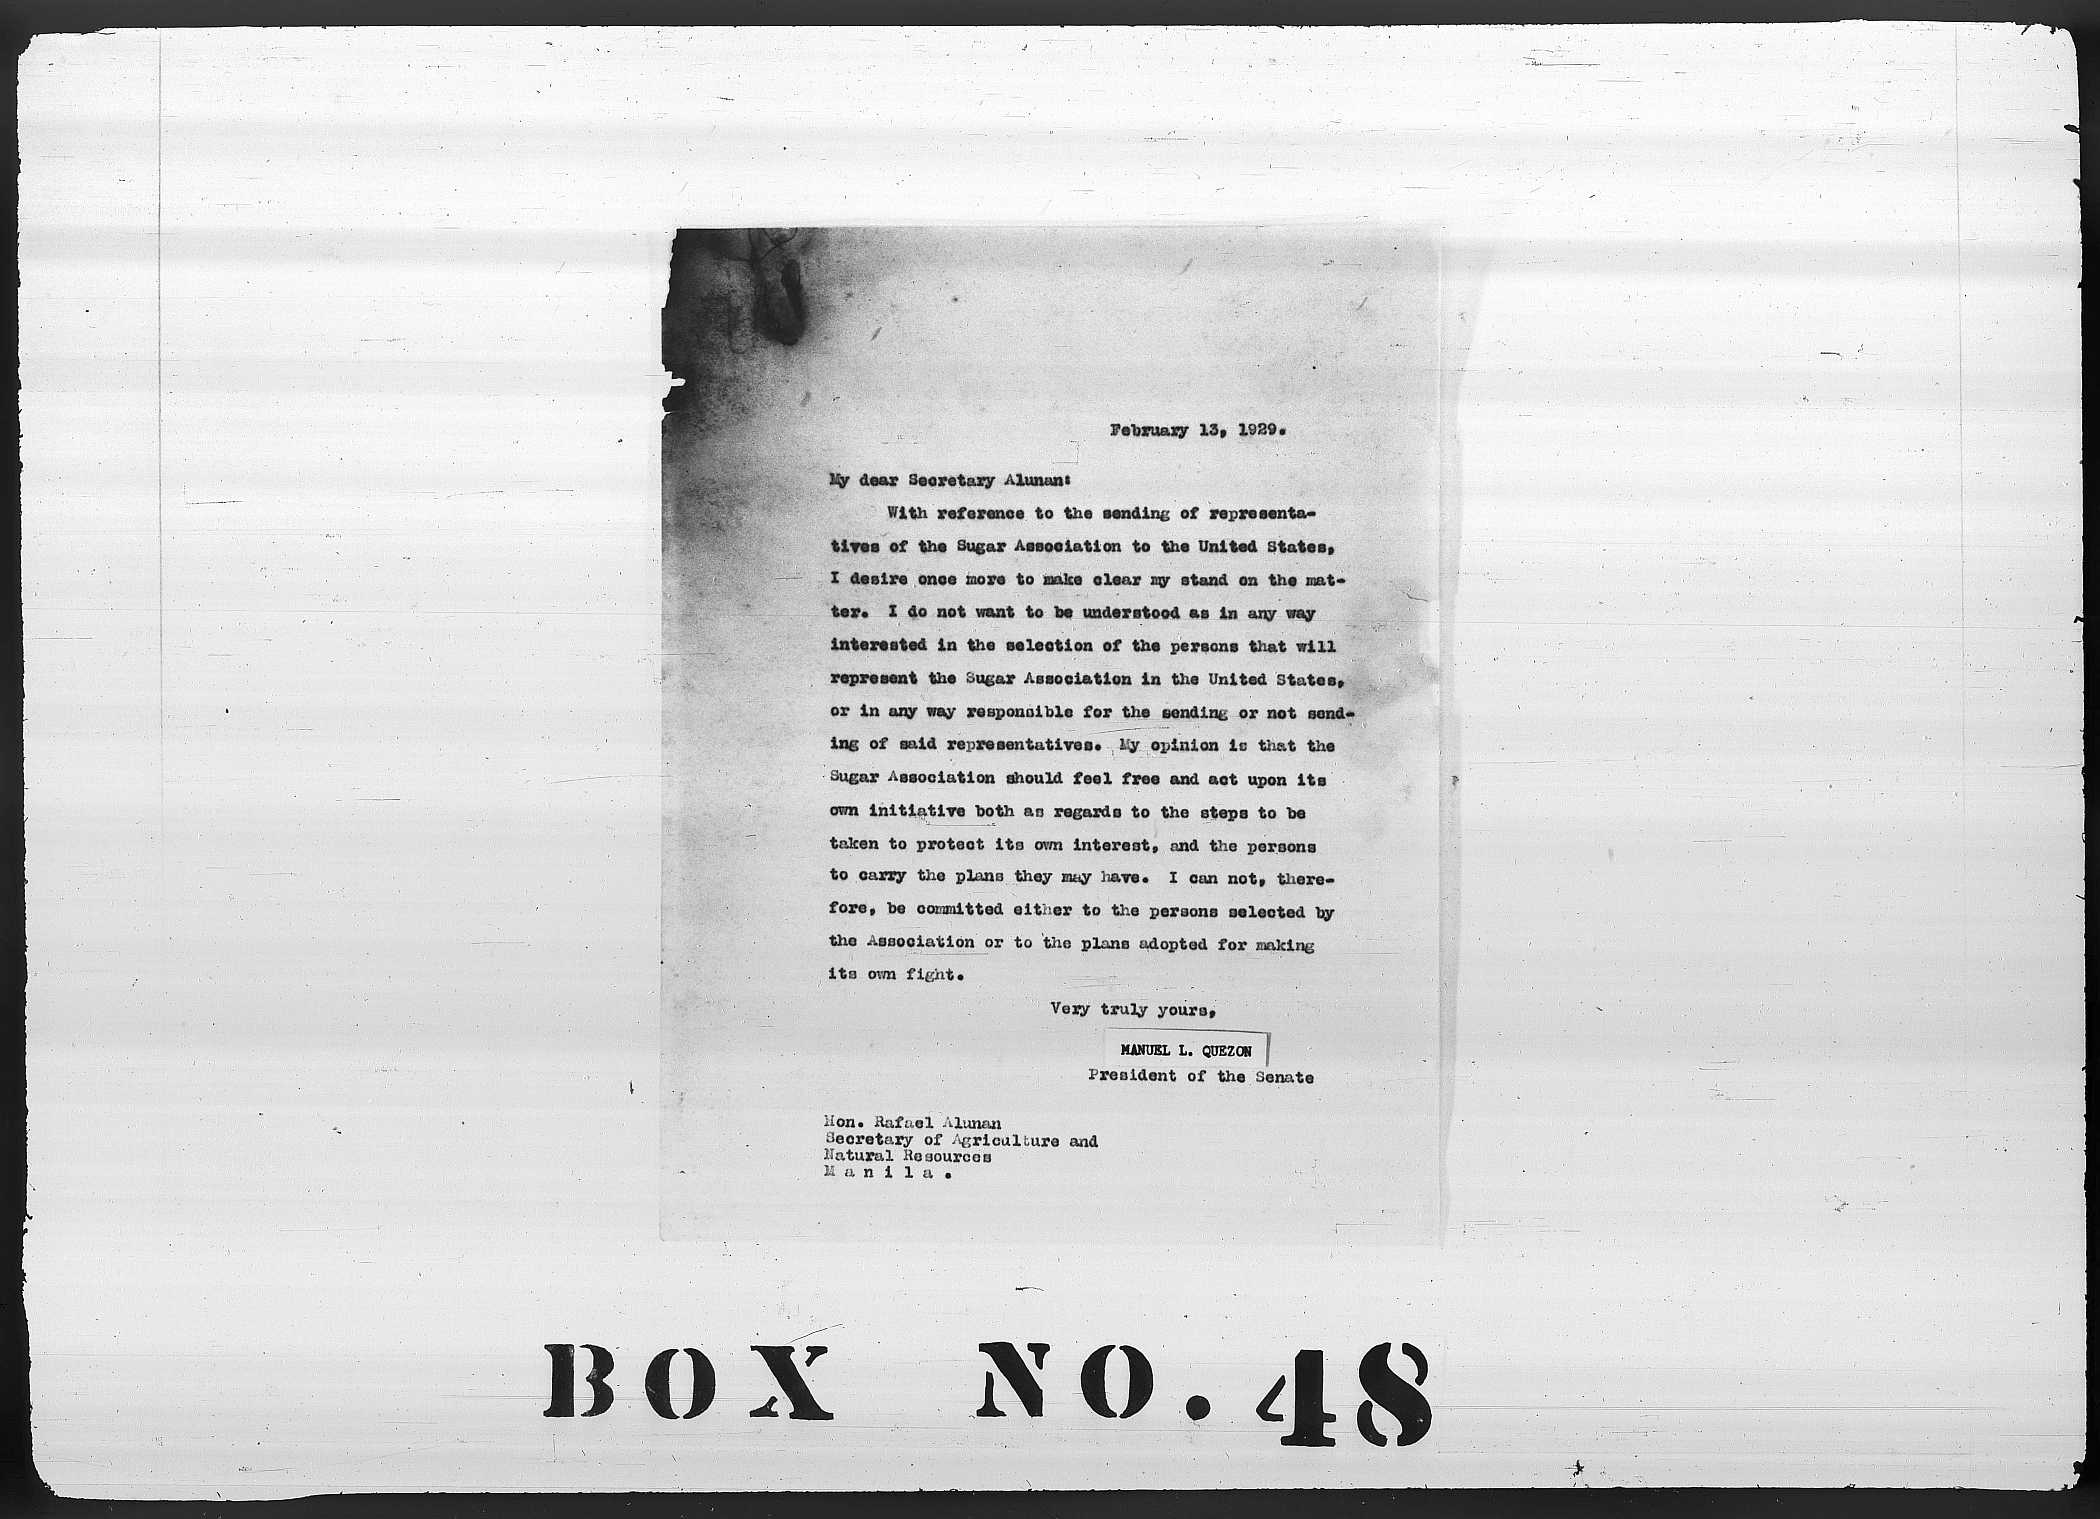 February 13, 1929.
My dear Secretary Alunan:
With reference to the sending of representa-
tives of the Sugar Association to the United States,
I desire once more to make clear my stand on the mat-
ter. I do not want to be understood as in any way
interested in the selection of the persons that will
represent the Sugar Association in the United States,
or in any way responsible for the sending or not send-
ing of said representatives. My opinion is that the
Sugar Association should feel free and act upon its
own initiative both as regards to the steps to be
taken to protect its own interest, and the persons
to carry the plans they may have. I can not, there-
fore, be committed either to the persons selected by
the Association or to the plans adopted for making
its own fight.
Very truly yours,
MANUEL L. QUEZON
President of the Senate
Hon. Rafael Alunan
Secretary of Agriculture and
Natural Resources
M a n i l a .
BOX NO. 48